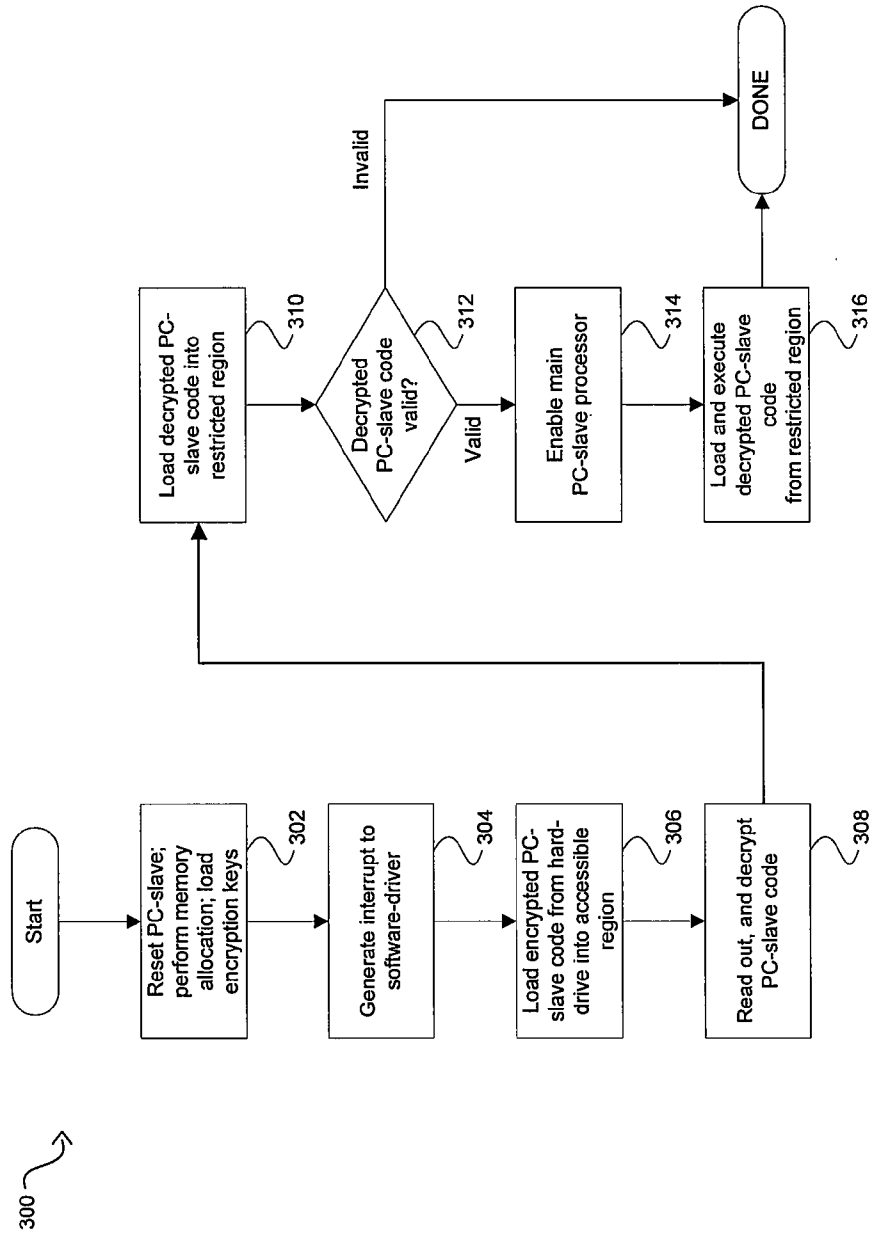 300
Start
Reset PC-slave;
perform memory
allocation; load
encryption keys
302
Generate interrupt to
software-driver
304
Load encrypted PC-
slave code from hard-
drive into accessible
region
306
Read out, and decrypt
PC-slave code
308
Load decrypted PC-
slave code into
restricted region
310
Decrypted
PC-slave code
valid?
312
Invalid
Valid
Enable main
PC-slave processor
314
Load and execute
decrypted PC-slave
code
from restricted region
316
DONE